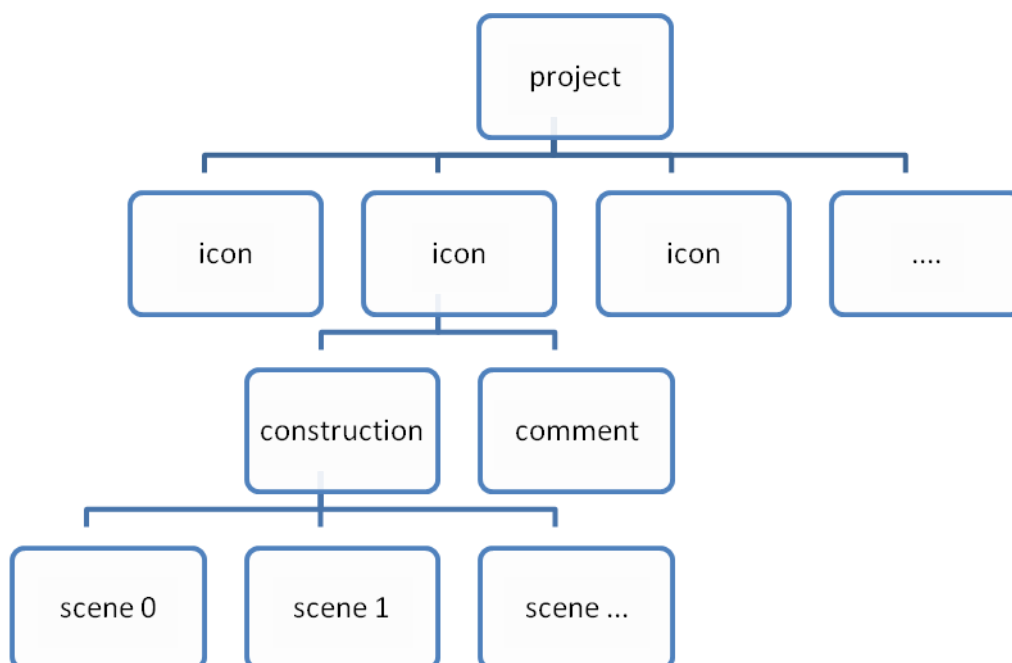 project
icon
icon
icon
....
construction
comment
scene 0
scene 1
scene ...